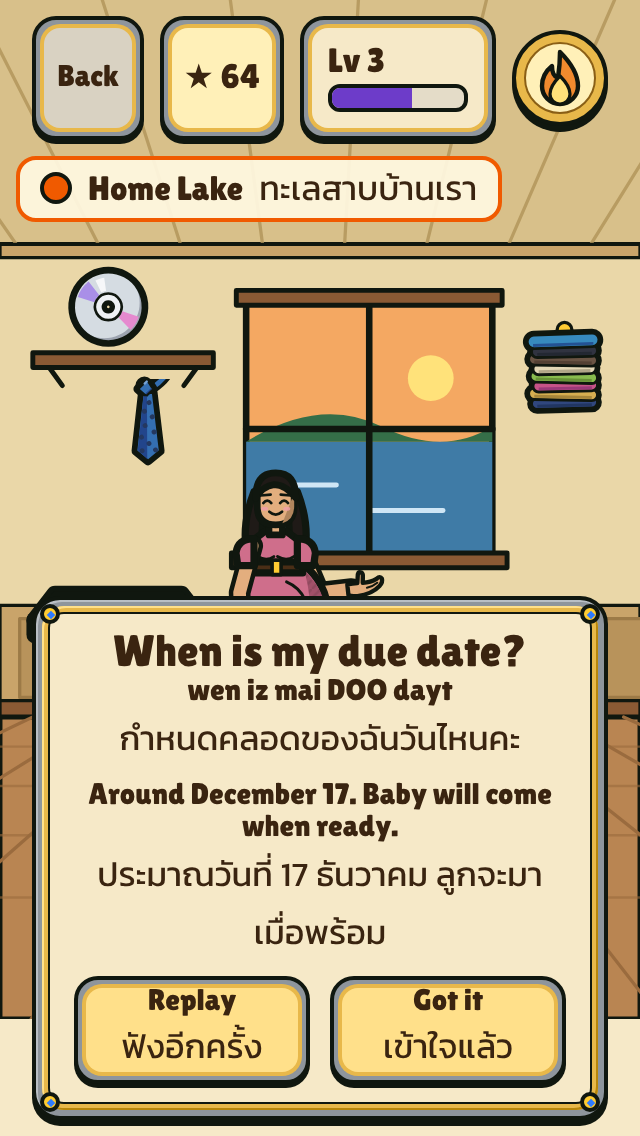 Back
★ 64
Lv 3
Home Lake ทะเลสาบบ้านเรา
When is my due date?
wen iz mai DOO dayt
กำหนดคลอดของฉันวันไหนคะ
Around December 17. Baby will come
when ready.
ประมาณวันที่ 17 ธันวาคม ลูกจะมา
เมื่อพร้อม
Replay
ฟังอีกครั้ง
Got it
เข้าใจแล้ว